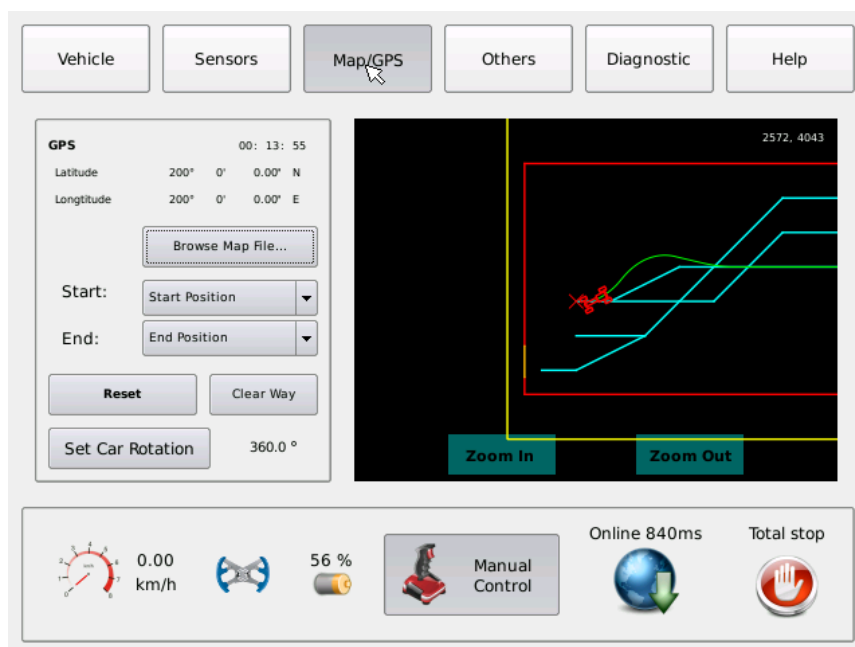 Vehicle Sensors Map/GPS Others Diagnostic Help
GPS 00: 13: 55
Latitude 200° 0' 0.00" N
Longtitude 200° 0' 0.00" E
Browse Map File...
Start: Start Position
End: End Position
Reset Clear Way
Set Car Rotation 360.0 °
2572, 4043
Zoom In Zoom Out
0.00
km/h
56 %
Manual
Control
Online 840ms
Total stop